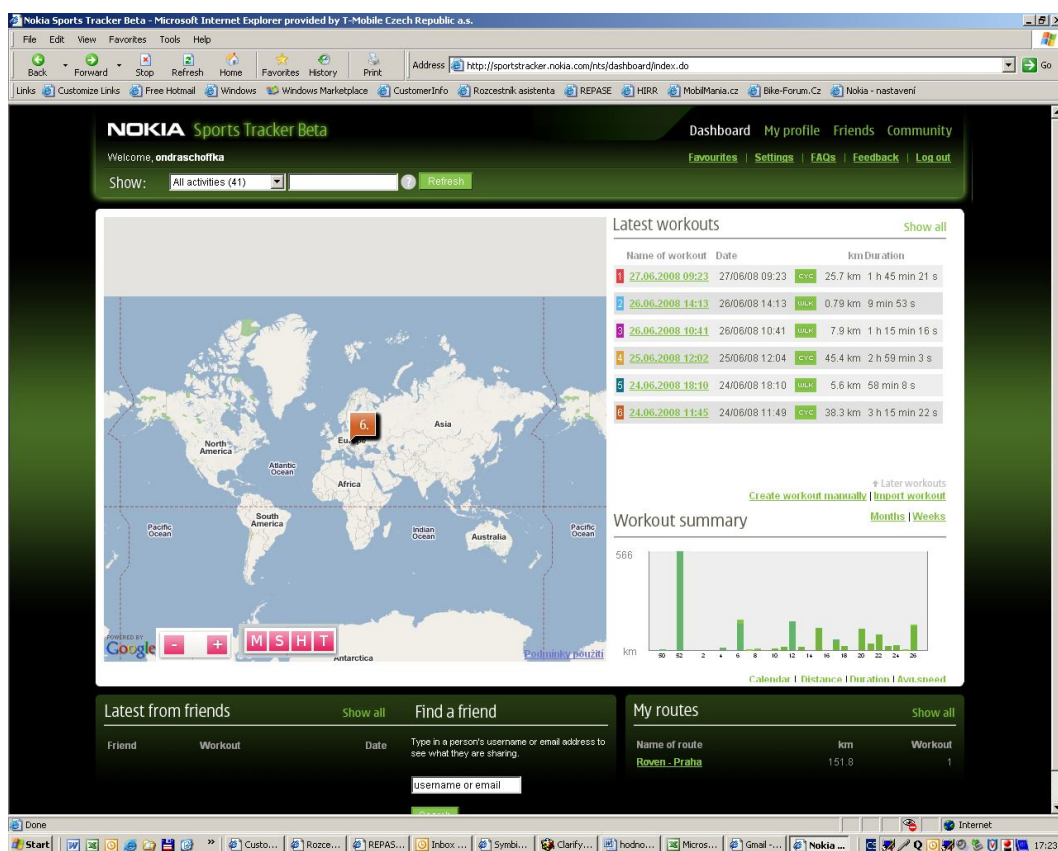 Nokia Sports Tracker Beta - Microsoft Internet Explorer provided by T-Mobile Czech Republic a.s.
File Edit View Favorites Tools Help
Back Forward Stop Refresh Home Favorites History Print Address http://sportstracker.nokia.com/nts/dashboard/index.do Go
Links Customize Links Free Hotmail Windows Windows Marketplace CustomerInfo Rozcestník asistenta REPASE HIRR MobilMania.cz Bike-Forum.Cz Nokia - nastavení
NOKIA Sports Tracker Beta
Dashboard My profile Friends Community
Welcome, ondraschoffka
Favourites | Settings | FAQs | Feedback | Log out
Show: All activities (41) ? Refresh
Latest workouts Show all
Name of workout Date km Duration
1 27.06.2008 09:23 27/06/08 09:23 CYC 25.7 km 1 h 45 min 21 s
2 26.06.2008 14:13 26/06/08 14:13 WLK 0.79 km 9 min 53 s
3 26.06.2008 10:41 26/06/08 10:41 WLK 7.9 km 1 h 15 min 16 s
4 25.06.2008 12:02 25/06/08 12:04 CYC 45.4 km 2 h 59 min 3 s
5 24.06.2008 18:10 24/06/08 18:10 WLK 5.6 km 58 min 8 s
6 24.06.2008 11:45 24/06/08 11:49 CYC 38.3 km 3 h 15 min 22 s
Later workouts
Create workout manually | Import workout
6.
Asia
North America
Atlantic Ocean
Africa
Pacific Ocean
South America
Indian Ocean
Australia
Pacific Ocean
Antarctica
POWERED BY
Google
- +
M S H T
Podmínky použití
Workout summary Months | Weeks
566
km
50 52 2 4 6 8 10 12 14 16 18 20 22 24 26
Calendar | Distance | Duration | Avg.speed
Latest from friends Show all
Friend Workout Date
Find a friend
Type in a person's username or email address to
see what they are sharing.
username or email
My routes Show all
Name of route km Workout
Roven - Praha 151.8 1
Done Internet
Start Custo... Rozce... REPAS... Inbox ... Symbi... Clarify... hodno... Micros... Gmail -... Nokia ... 17:23